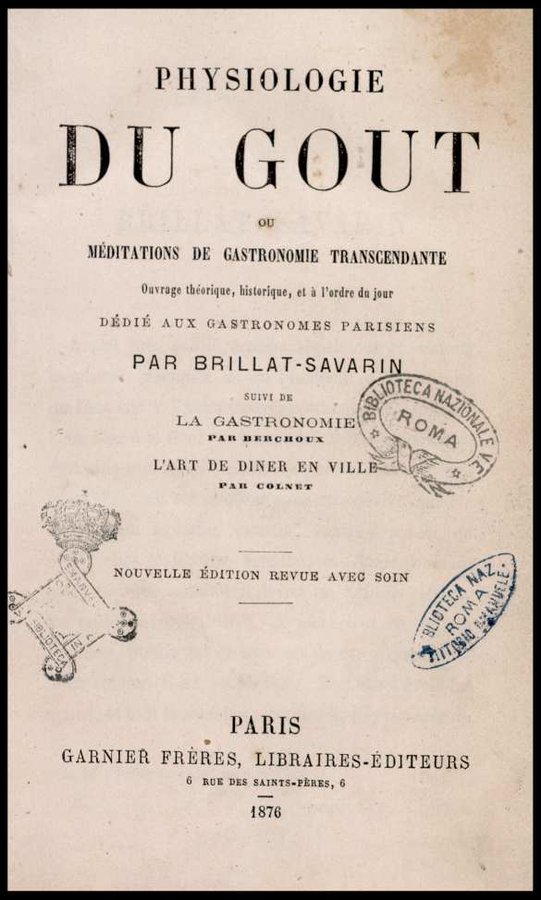 PHYSIOLOGIE
DU GOUT
OU
MÉDITATIONS DE GASTRONOMIE TRANSCENDANTE
Ouvrage théorique, historique, et à l'ordre du jour
DÉDIÉ AUX GASTRONOMES PARISIENS
PAR BRILLAT-SAVARIN
SUIVI DE
LA GASTRONOMIE
PAR BERCHOUX
L'ART DE DINER EN VILLE
PAR COLNET
BIBLIOTECA NAZIONALE V.E.
ROMA
NOUVELLE ÉDITION REVUE AVEC SOIN
BIBLIOTECA
BLIOTECA NAZ.
ROMA
VITTORIO EMANUELE
PARIS
GARNIER FRÈRES, LIBRAIRES-ÉDITEURS
6 RUE DES SAINTS-PÈRES, 6
1876